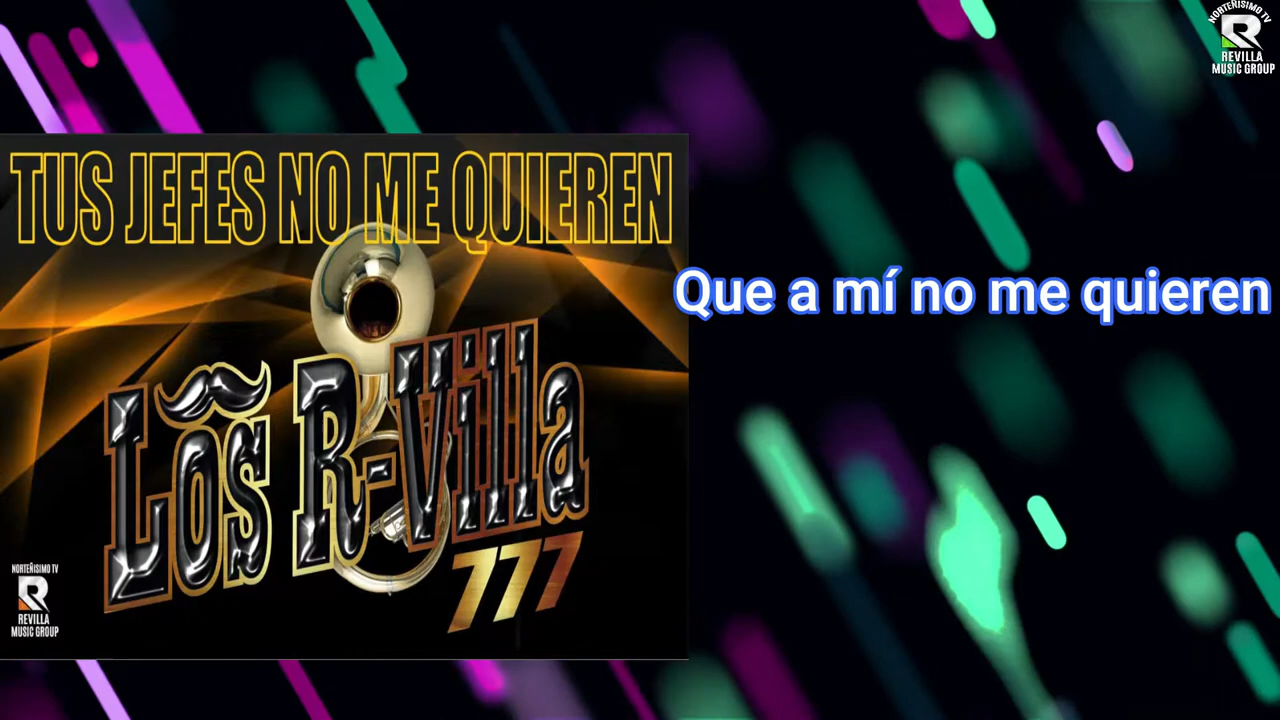 NORTEÑISIMO TV
R
REVILLA
MUSIC GROUP
TUS JEFES NO ME QUIEREN
Que a mí no me quieren
Los R-Villa
777
NORTEÑISIMO TV
R
REVILLA
MUSIC GROUP